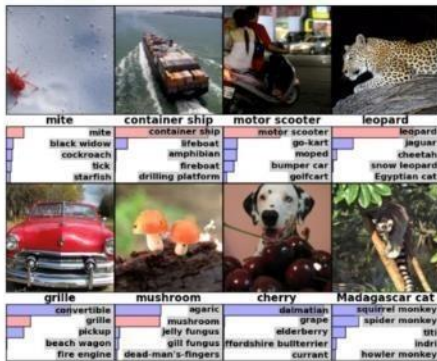 mite
container ship
motor scooter
leopard
mite
black widow
cockroach
tick
starfish
container ship
lifeboat
amphibian
fireboat
drilling platform
motor scooter
go-kart
moped
bumper car
golfcart
leopard
jaguar
cheetah
snow leopard
Egyptian cat
grille
mushroom
cherry
Madagascar cat
convertible
grille
pickup
beach wagon
fire engine
agaric
mushroom
jelly fungus
gill fungus
dead-man's-fingers
dalmatian
grape
elderberry
ffordshire bullterrier
currant
squirrel monkey
spider monkey
titi
indri
howler monkey